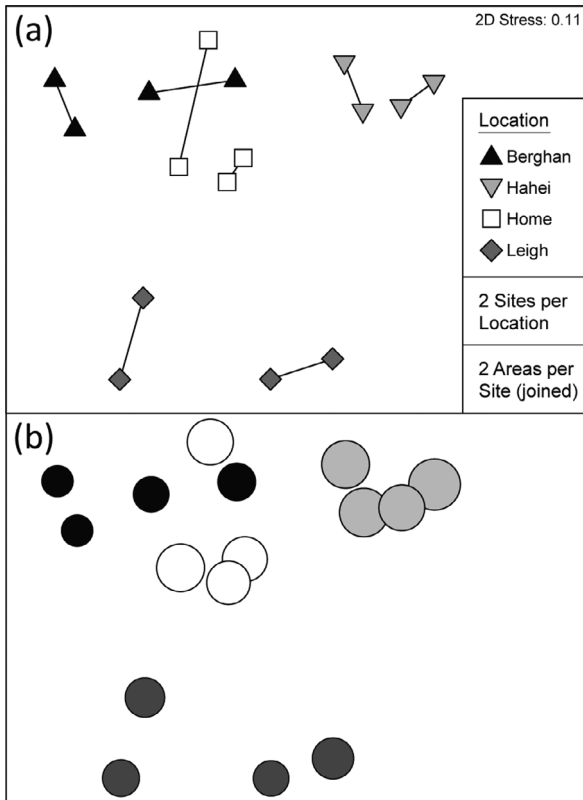 (a)
2D Stress: 0.11
Location
Berghan
Hahei
Home
Leigh
2 Sites per
Location
2 Areas per
Site (joined)
(b)